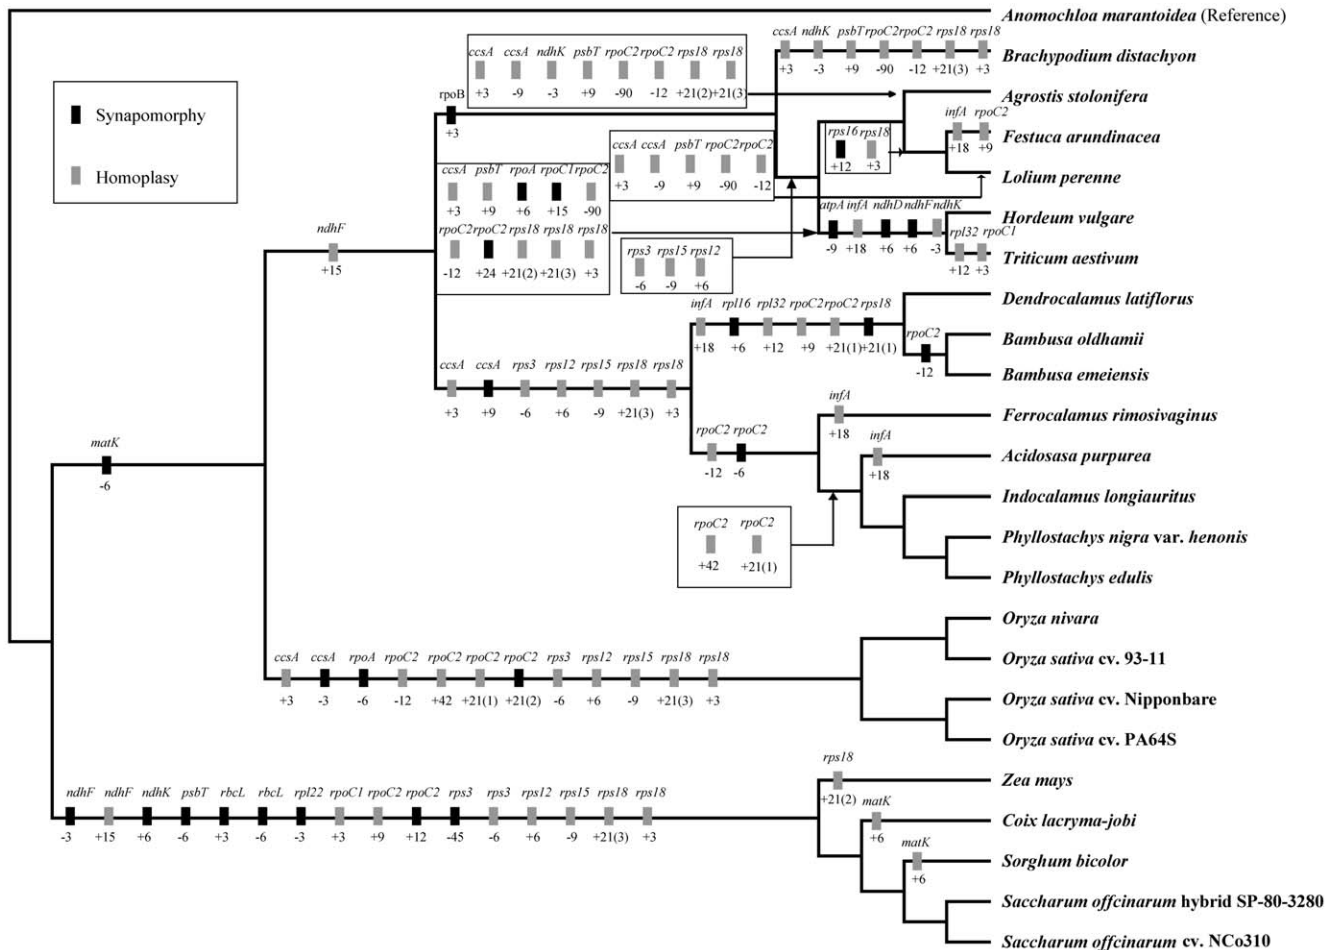 Anomochloa marantoidea (Reference)
ccsA ndhK psbT rpoC2 rpoC2 rps18 rps18
+3 -3 +9 -90 -12 +21(3) +3
Brachypodium distachyon
ccsA ccsA ndhK psbT rpoC2 rpoC2 rps18 rps18
+3 -9 -3 +9 -90 -12 +21(2) +21(3)
Synapomorphy
Homoplasy
rpoB
+3
Agrostis stolonifera
infA rpoC2
+18 +9
Festuca arundinacea
rps16 rps18
+12 +3
Lolium perenne
ccsA ccsA psbT rpoC2 rpoC2
+3 -9 +9 -90 -12
ccsA psbT rpoA rpoC1 rpoC2
+3 +9 +6 +15 -90
rpoC2 rpoC2 rps18 rps18 rps18
-12 +24 +21(2) +21(3) +3
atpA infA ndhD ndhF ndhK
-9 +18 +6 +6 -3
Hordeum vulgare
rpl32 rpoC1
+12 +3
Triticum aestivum
rps3 rps15 rps12
-6 -9 +6
ndhF
+15
infA rpl16 rpl32 rpoC2 rpoC2 rps18
+18 +6 +12 +9 +21(1) +21(1)
Dendrocalamus latiflorus
rpoC2
-12
Bambusa oldhamii
Bambusa emeiensis
ccsA ccsA rps3 rps12 rps15 rps18 rps18
+3 +9 -6 +6 -9 +21(3) +3
infA
+18
Ferrocalamus rimosivaginus
rpoC2 rpoC2
-12 -6
infA
+18
Acidosasa purpurea
matK
-6
Indocalamus longiauritus
rpoC2 rpoC2
+42 +21(1)
Phyllostachys nigra var. henonis
Phyllostachys edulis
Oryza nivara
Oryza sativa cv. 93-11
ccsA ccsA rpoA rpoC2 rpoC2 rpoC2 rpoC2 rps3 rps12 rps15 rps18 rps18
+3 -3 -6 -12 +42 +21(1) +21(2) -6 +6 -9 +21(3) +3
Oryza sativa cv. Nipponbare
Oryza sativa cv. PA64S
rps18
+21(2)
Zea mays
ndhF ndhF ndhK psbT rbcL rbcL rpl22 rpoC1 rpoC2 rpoC2 rps3 rps3 rps12 rps15 rps18 rps18
-3 +15 +6 -6 +3 -6 -3 +3 +9 +12 -45 -6 +6 -9 +21(3) +3
matK
+6
Coix lacryma-jobi
matK
+6
Sorghum bicolor
Saccharum offcinarum hybrid SP-80-3280
Saccharum offcinarum cv. NCo310